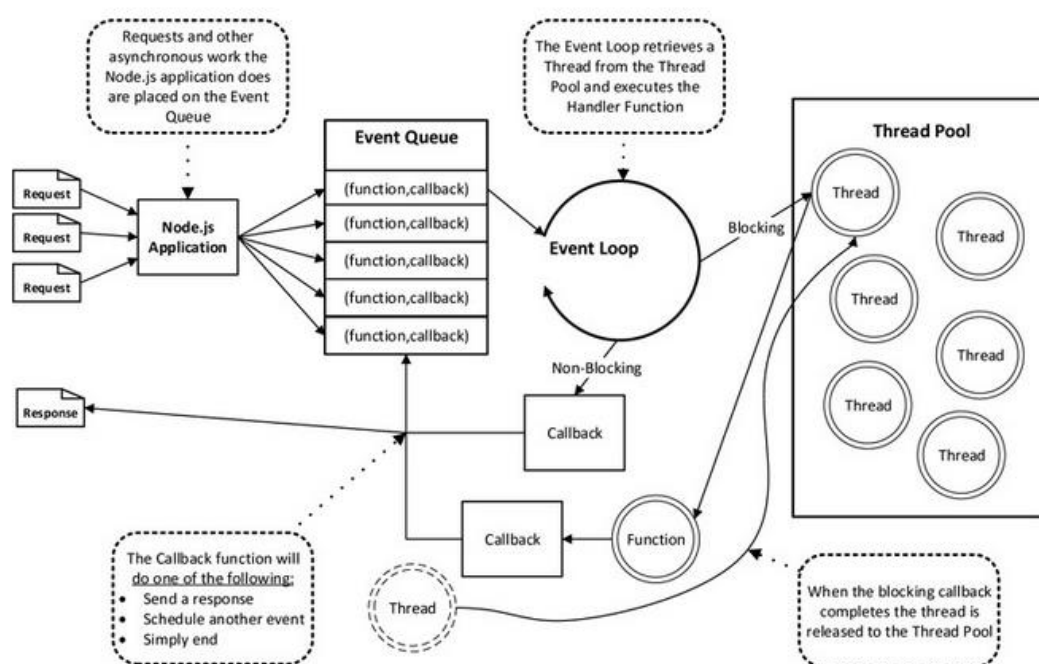 Requests and other
asynchronous work the
Node.js application does
are placed on the Event
Queue
The Event Loop retrieves a
Thread from the Thread
Pool and executes the
Handler Function
Event Queue
(function,callback)
(function,callback)
(function,callback)
(function,callback)
(function,callback)
Request
Request
Request
Node.js
Application
Event Loop
Blocking
Non-Blocking
Thread Pool
Thread
Thread
Thread
Thread
Thread
Thread
Response
Callback
Callback
Function
Thread
The Callback function will
do one of the following:
• Send a response
• Schedule another event
• Simply end
When the blocking callback
completes the thread is
released to the Thread Pool